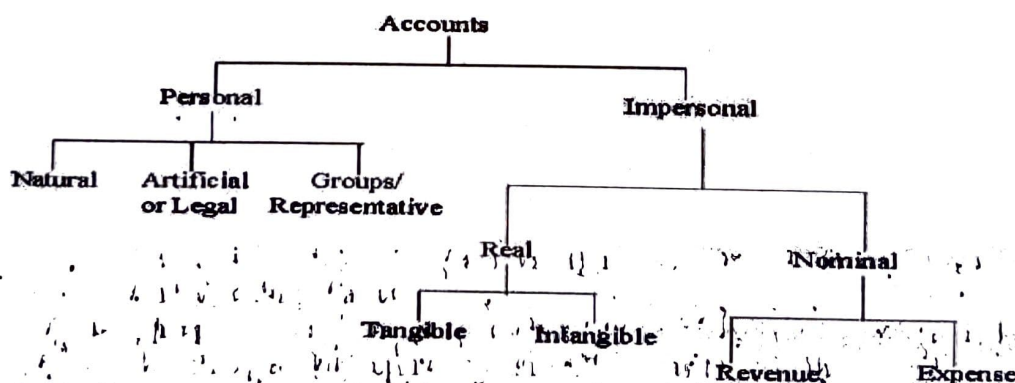 Accounts
Personal
Impersonal
Natural
Artificial
or Legal
Groups/
Representative
Real
Nominal
Tangible
Intangible
Revenue
Expense